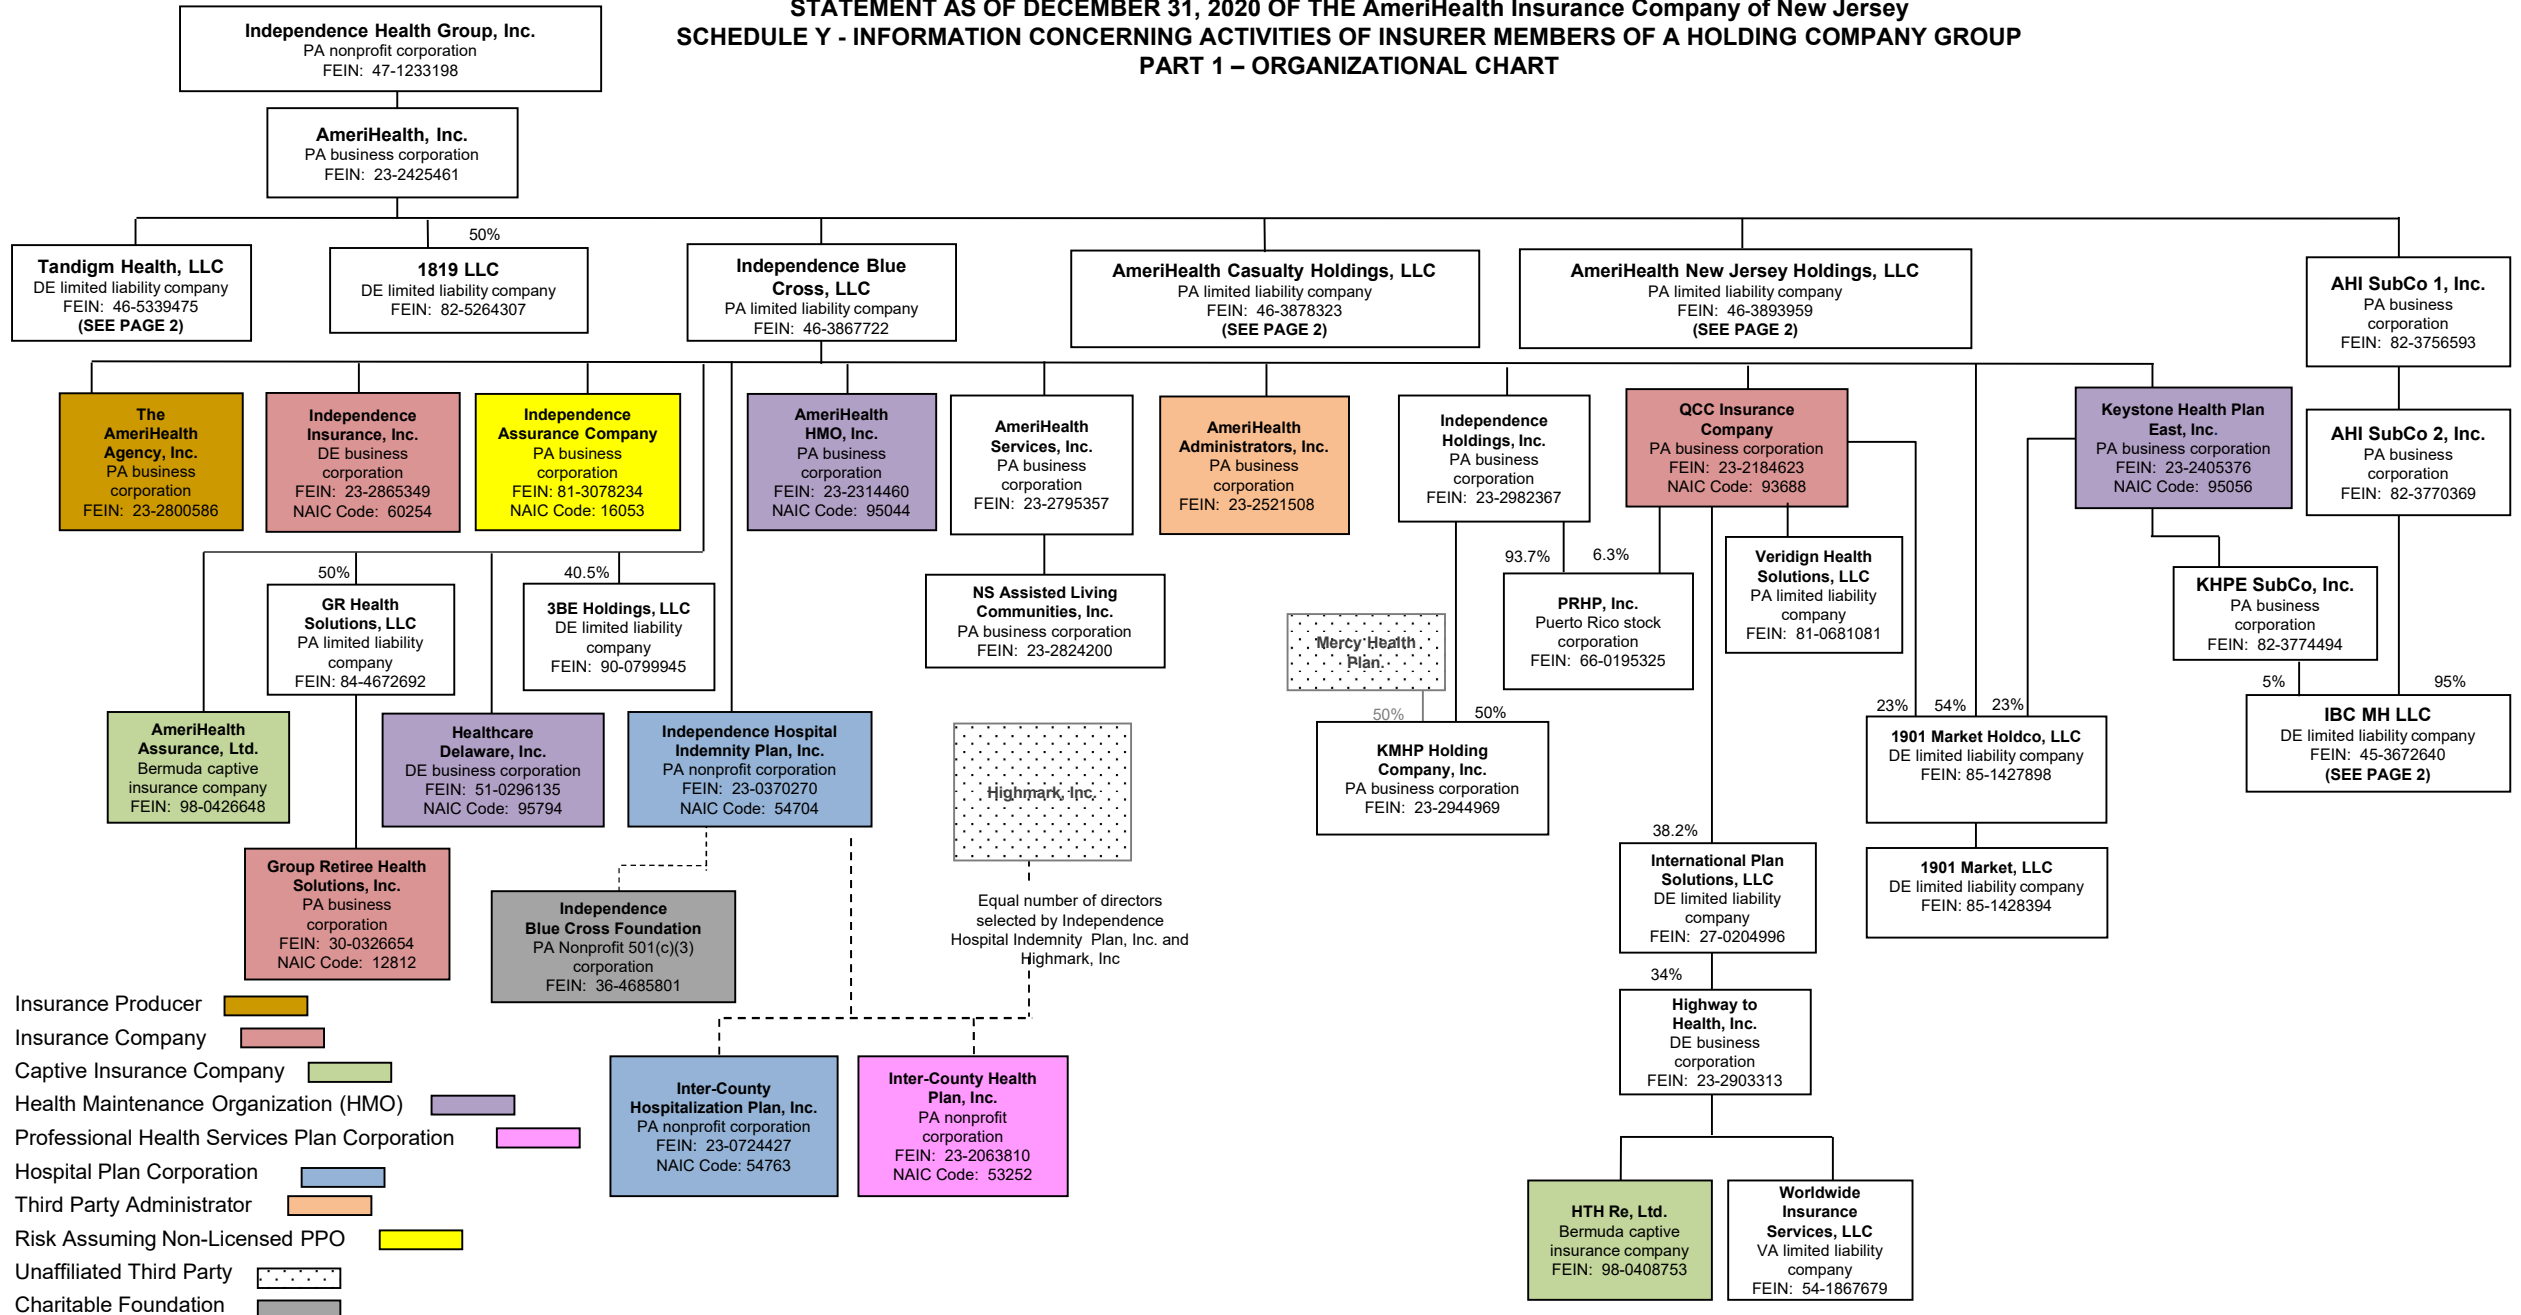 STATEMENT AS OF DECEMBER 31, 2020 OF THE AmeriHealth Insurance Company of New Jersey
SCHEDULE Y - INFORMATION CONCERNING ACTIVITIES OF INSURER MEMBERS OF A HOLDING COMPANY GROUP
PART 1 – ORGANIZATIONAL CHART
Independence Health Group, Inc.
PA nonprofit corporation
FEIN: 47-1233198
AmeriHealth, Inc.
PA business corporation
FEIN: 23-2425461
Tandigm Health, LLC
DE limited liability company
FEIN: 46-5339475
(SEE PAGE 2)
50%
1819 LLC
DE limited liability company
FEIN: 82-5264307
Independence Blue
Cross, LLC
PA limited liability company
FEIN: 46-3867722
AmeriHealth Casualty Holdings, LLC
PA limited liability company
FEIN: 46-3878323
(SEE PAGE 2)
AmeriHealth New Jersey Holdings, LLC
PA limited liability company
FEIN: 46-3893959
(SEE PAGE 2)
AHI SubCo 1, Inc.
PA business
corporation
FEIN: 82-3756593
The
AmeriHealth
Agency, Inc.
PA business
corporation
FEIN: 23-2800586
Independence
Insurance, Inc.
DE business
corporation
FEIN: 23-2865349
NAIC Code: 60254
Independence
Assurance Company
PA business
corporation
FEIN: 81-3078234
NAIC Code: 16053
AmeriHealth
HMO, Inc.
PA business
corporation
FEIN: 23-2314460
NAIC Code: 95044
AmeriHealth
Services, Inc.
PA business
corporation
FEIN: 23-2795357
AmeriHealth
Administrators, Inc.
PA business
corporation
FEIN: 23-2521508
Independence
Holdings, Inc.
PA business
corporation
FEIN: 23-2982367
QCC Insurance
Company
PA business corporation
FEIN: 23-2184623
NAIC Code: 93688
Keystone Health Plan
East, Inc.
PA business corporation
FEIN: 23-2405376
NAIC Code: 95056
AHI SubCo 2, Inc.
PA business
corporation
FEIN: 82-3770369
50%
GR Health
Solutions, LLC
PA limited liability
company
FEIN: 84-4672692
40.5%
3BE Holdings, LLC
DE limited liability
company
FEIN: 90-0799945
NS Assisted Living
Communities, Inc.
PA business corporation
FEIN: 23-2824200
Mercy Health
Plan
93.7%
6.3%
PRHP, Inc.
Puerto Rico stock
corporation
FEIN: 66-0195325
Veridign Health
Solutions, LLC
PA limited liability
company
FEIN: 81-0681081
KHPE SubCo, Inc.
PA business
corporation
FEIN: 82-3774494
AmeriHealth
Assurance, Ltd.
Bermuda captive
insurance company
FEIN: 98-0426648
Healthcare
Delaware, Inc.
DE business corporation
FEIN: 51-0296135
NAIC Code: 95794
Independence Hospital
Indemnity Plan, Inc.
PA nonprofit corporation
FEIN: 23-0370270
NAIC Code: 54704
Highmark, Inc.
50%
50%
KMHP Holding
Company, Inc.
PA business corporation
FEIN: 23-2944969
23%
54%
23%
1901 Market Holdco, LLC
DE limited liability company
FEIN: 85-1427898
5%
95%
IBC MH LLC
DE limited liability company
FEIN: 45-3672640
(SEE PAGE 2)
Group Retiree Health
Solutions, Inc.
PA business
corporation
FEIN: 30-0326654
NAIC Code: 12812
Independence
Blue Cross Foundation
PA Nonprofit 501(c)(3)
corporation
FEIN: 36-4685801
Equal number of directors
selected by Independence
Hospital Indemnity Plan, Inc. and
Highmark, Inc
38.2%
International Plan
Solutions, LLC
DE limited liability
company
FEIN: 27-0204996
1901 Market, LLC
DE limited liability company
FEIN: 85-1428394
34%
Highway to
Health, Inc.
DE business
corporation
FEIN: 23-2903313
Inter-County
Hospitalization Plan, Inc.
PA nonprofit corporation
FEIN: 23-0724427
NAIC Code: 54763
Inter-County Health
Plan, Inc.
PA nonprofit
corporation
FEIN: 23-2063810
NAIC Code: 53252
HTH Re, Ltd.
Bermuda captive
insurance company
FEIN: 98-0408753
Worldwide
Insurance
Services, LLC
VA limited liability
company
FEIN: 54-1867679
Insurance Producer
Insurance Company
Captive Insurance Company
Health Maintenance Organization (HMO)
Professional Health Services Plan Corporation
Hospital Plan Corporation
Third Party Administrator
Risk Assuming Non-Licensed PPO
Unaffiliated Third Party
Charitable Foundation